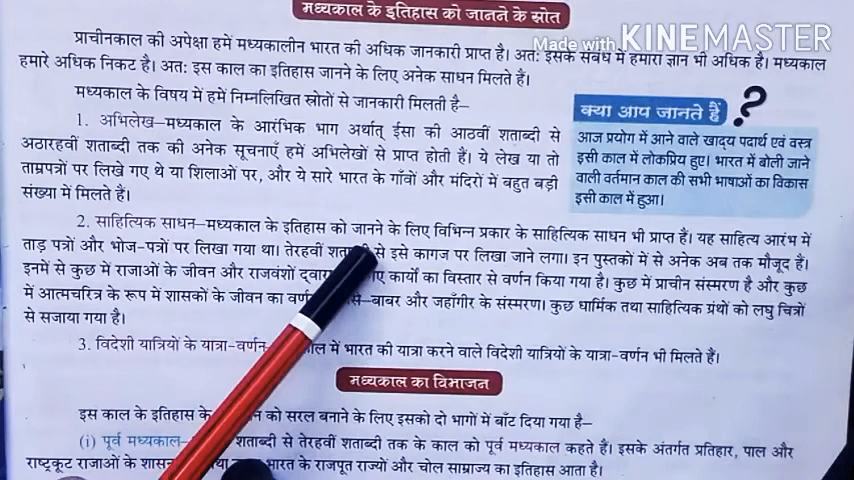 मध्यकाल के इतिहास को जानने के स्रोत
Made with KINEMASTER
प्राचीनकाल की अपेक्षा हमें मध्यकालीन भारत की अधिक जानकारी प्राप्त है। अतः इसके संबंध में हमारा ज्ञान भी अधिक है। मध्यकाल
हमारे अधिक निकट है। अतः इस काल का इतिहास जानने के लिए अनेक साधन मिलते हैं।
मध्यकाल के विषय में हमें निम्नलिखित स्रोतों से जानकारी मिलती है—
1. अभिलेख—मध्यकाल के आरंभिक भाग अर्थात् ईसा की आठवीं शताब्दी से
अठारहवीं शताब्दी तक की अनेक सूचनाएँ हमें अभिलेखों से प्राप्त होती हैं। ये लेख या तो
ताम्रपत्रों पर लिखे गए थे या शिलाओं पर, और ये सारे भारत के गाँवों और मंदिरों में बहुत बड़ी
संख्या में मिलते हैं।
क्या आप जानते हैं ?
आज प्रयोग में आने वाले खाद्य पदार्थ एवं वस्त्र
इसी काल में लोकप्रिय हुए। भारत में बोली जाने
वाली वर्तमान काल की सभी भाषाओं का विकास
इसी काल में हुआ।
2. साहित्यिक साधन—मध्यकाल के इतिहास को जानने के लिए विभिन्न प्रकार के साहित्यिक साधन भी प्राप्त हैं। यह साहित्य आरंभ में
ताड़ पत्रों और भोज-पत्रों पर लिखा गया था। तेरहवीं से इसे कागज पर लिखा जाने लगा। इन पुस्तकों में से अनेक अब तक मौजूद हैं।
इनमें से कुछ में राजाओं के जीवन और राजवंशों कार्यों का विस्तार से वर्णन किया गया है। कुछ में प्राचीन संस्मरण है और कुछ
में आत्मचरित्र के रूप में शासकों के जीवन का बाबर और जहाँगीर के संस्मरण। कुछ धार्मिक तथा साहित्यिक ग्रंथों को लघु चित्रों
से सजाया गया है।
3. विदेशी यात्रियों के यात्रा-वर्णन में भारत की यात्रा करने वाले विदेशी यात्रियों के यात्रा-वर्णन भी मिलते हैं।
मध्यकाल का विभाजन
इस काल के इतिहास के को सरल बनाने के लिए इसको दो भागों में बाँट दिया गया है—
(i) पूर्व मध्यकाल— शताब्दी से तेरहवीं शताब्दी तक के काल को पूर्व मध्यकाल कहते हैं। इसके अंतर्गत प्रतिहार, पाल और
राष्ट्रकूट राजाओं के भारत के राजपूत राज्यों और चोल साम्राज्य का इतिहास आता है।